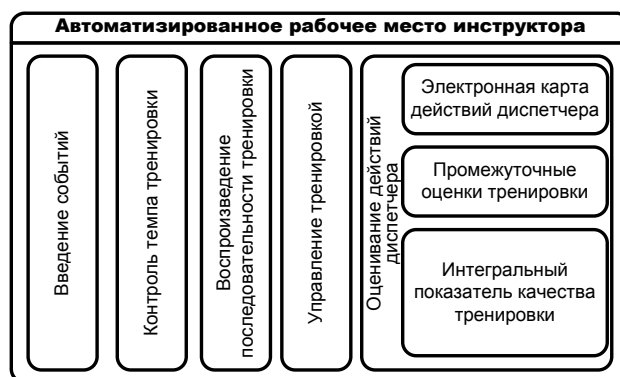 Автоматизированное рабочее место инструктора
Введение событий
Контроль темпа тренировки
Воспроизведение
последовательности тренировки
Управление тренировкой
Оценивание действий
диспетчера
Электронная карта
действий диспетчера
Промежуточные
оценки тренировки
Интегральный
показатель качества
тренировки